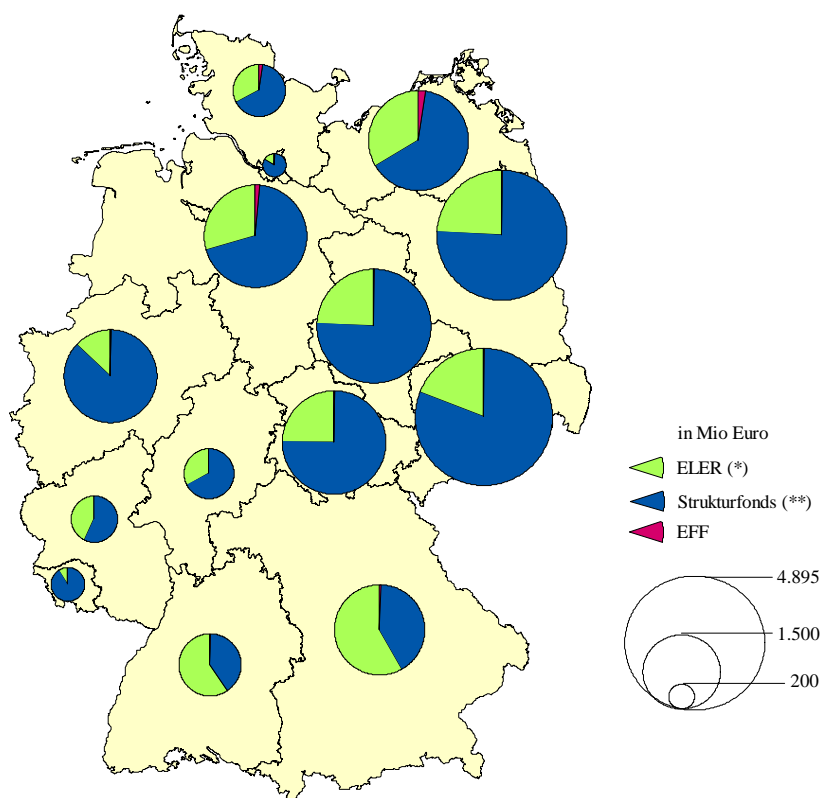 in Mio Euro
ELER (*)
Strukturfonds (**)
EFF
4.895
1.500
200